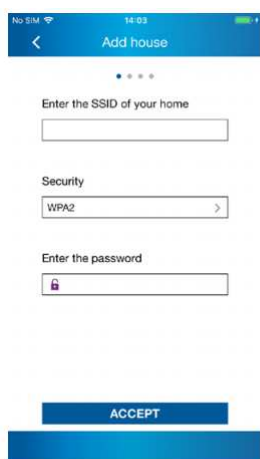 No SIM 14:03
Add house
Enter the SSID of your home
Security
WPA2
Enter the password
ACCEPT